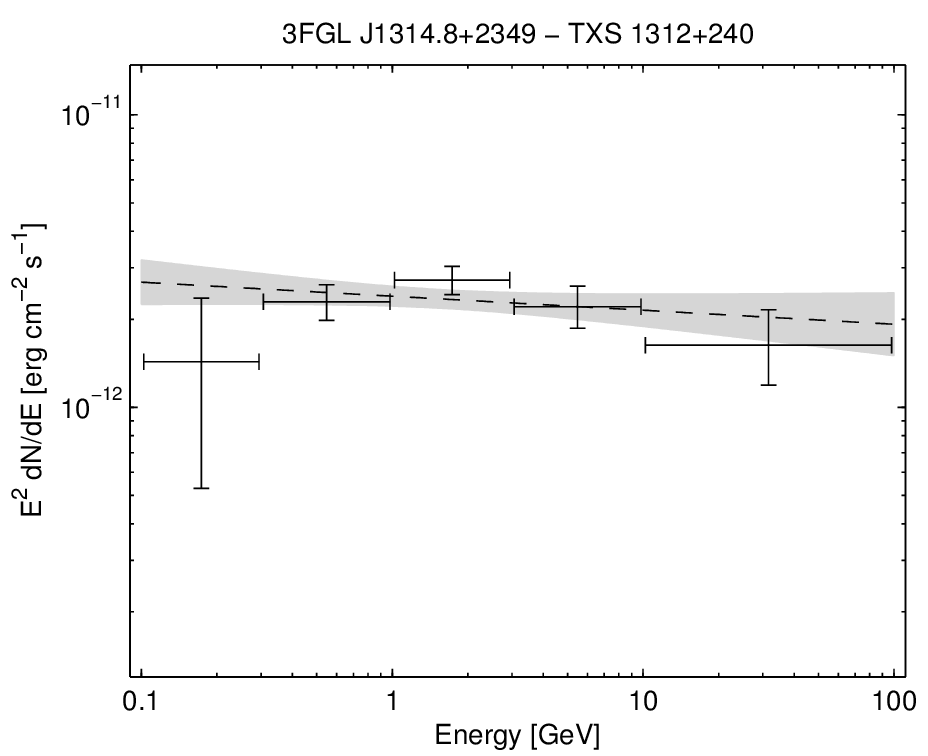 3FGL J1314.8+2349 − TXS 1312+240
10⁻¹¹
10⁻¹²
E² dN/dE [erg cm⁻² s⁻¹]
0.1 1 10 100
Energy [GeV]